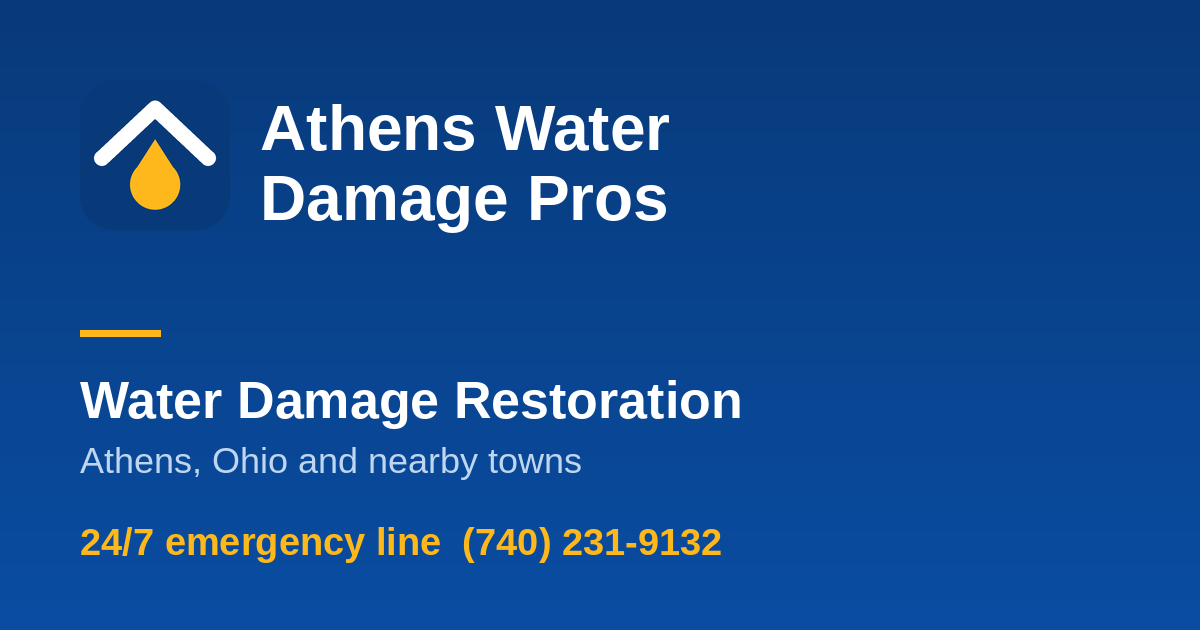 Athens Water
Damage Pros
Water Damage Restoration
Athens, Ohio and nearby towns
24/7 emergency line  (740) 231-9132